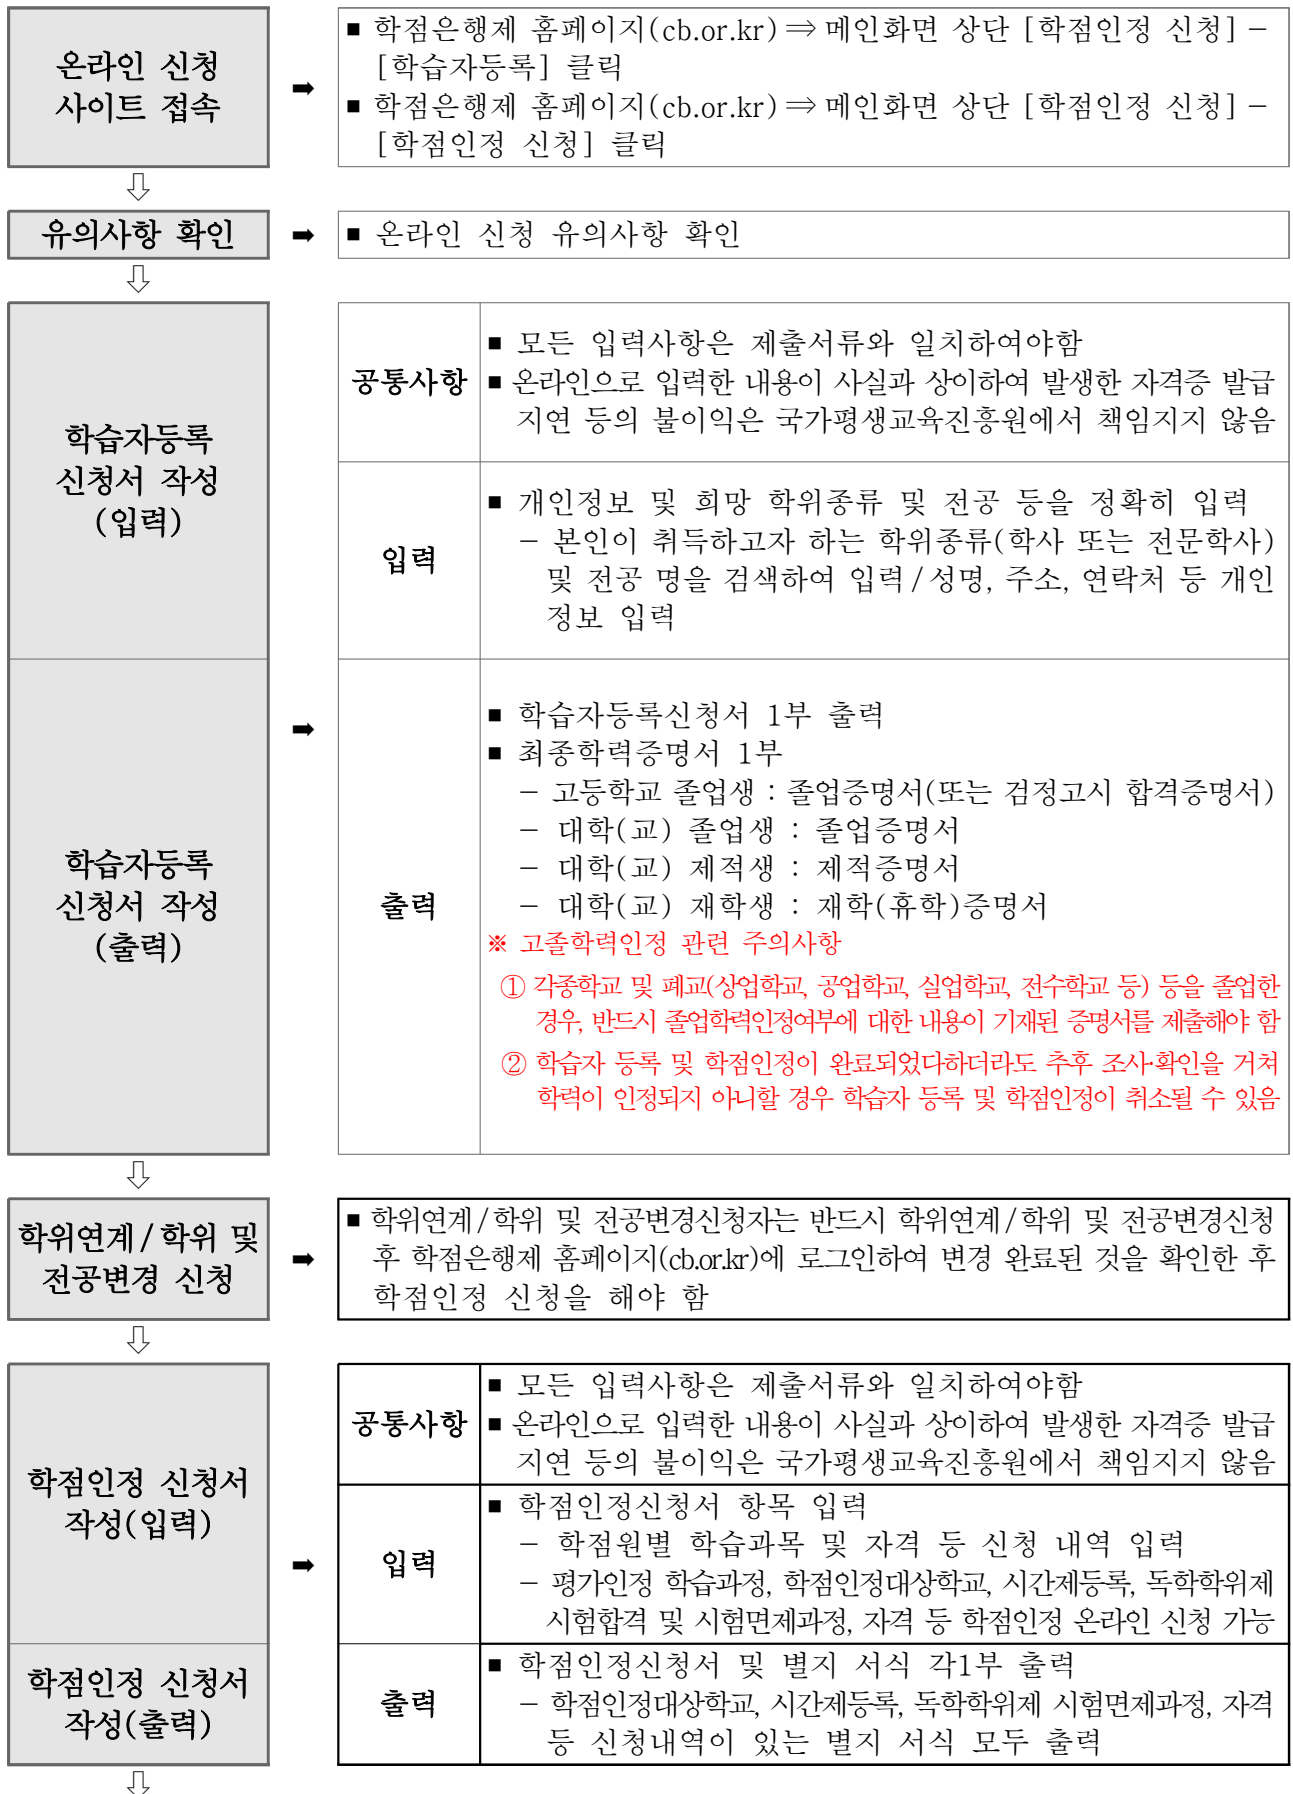 온라인 신청
사이트 접속
➡
■ 학점은행제 홈페이지(cb.or.kr)⇒메인화면 상단 [학점인정 신청]-
[학습자등록] 클릭
■ 학점은행제 홈페이지(cb.or.kr)⇒메인화면 상단 [학점인정 신청]-
[학점인정 신청] 클릭
⇩
유의사항 확인
➡
■ 온라인 신청 유의사항 확인
⇩
학습자등록
신청서 작성
(입력)
공통사항
■ 모든 입력사항은 제출서류와 일치하여야함
■ 온라인으로 입력한 내용이 사실과 상이하여 발생한 자격증 발급
지연 등의 불이익은 국가평생교육진흥원에서 책임지지 않음
입력
■ 개인정보 및 희망 학위종류 및 전공 등을 정확히 입력
- 본인이 취득하고자 하는 학위종류(학사 또는 전문학사)
및 전공 명을 검색하여 입력/성명, 주소, 연락처 등 개인
정보 입력
학습자등록
신청서 작성
(출력)
➡
출력
■ 학습자등록신청서 1부 출력
■ 최종학력증명서 1부
- 고등학교 졸업생 : 졸업증명서(또는 검정고시 합격증명서)
- 대학(교) 졸업생 : 졸업증명서
- 대학(교) 제적생 : 제적증명서
- 대학(교) 재학생 : 재학(휴학)증명서
※ 고졸학력인정 관련 주의사항
① 각종학교 및 폐교(상업학교, 공업학교, 실업학교, 전수학교 등) 등을 졸업한
경우, 반드시 졸업학력인정여부에 대한 내용이 기재된 증명서를 제출해야 함
② 학습자 등록 및 학점인정이 완료되었다하더라도 추후 조사·확인을 거쳐
학력이 인정되지 아니할 경우 학습자 등록 및 학점인정이 취소될 수 있음
⇩
학위연계/학위 및
전공변경 신청
➡
■ 학위연계/학위 및 전공변경신청자는 반드시 학위연계/학위 및 전공변경신청
후 학점은행제 홈페이지(cb.or.kr)에 로그인하여 변경 완료된 것을 확인한 후
학점인정 신청을 해야 함
⇩
학점인정 신청서
작성(입력)
➡
공통사항
■ 모든 입력사항은 제출서류와 일치하여야함
■ 온라인으로 입력한 내용이 사실과 상이하여 발생한 자격증 발급
지연 등의 불이익은 국가평생교육진흥원에서 책임지지 않음
입력
■ 학점인정신청서 항목 입력
- 학점원별 학습과목 및 자격 등 신청 내역 입력
- 평가인정 학습과정, 학점인정대상학교, 시간제등록, 독학학위제
시험합격 및 시험면제과정, 자격 등 학점인정 온라인 신청 가능
학점인정 신청서
작성(출력)
출력
■ 학점인정신청서 및 별지 서식 각1부 출력
- 학점인정대상학교, 시간제등록, 독학학위제 시험면제과정, 자격
등 신청내역이 있는 별지 서식 모두 출력
⇩